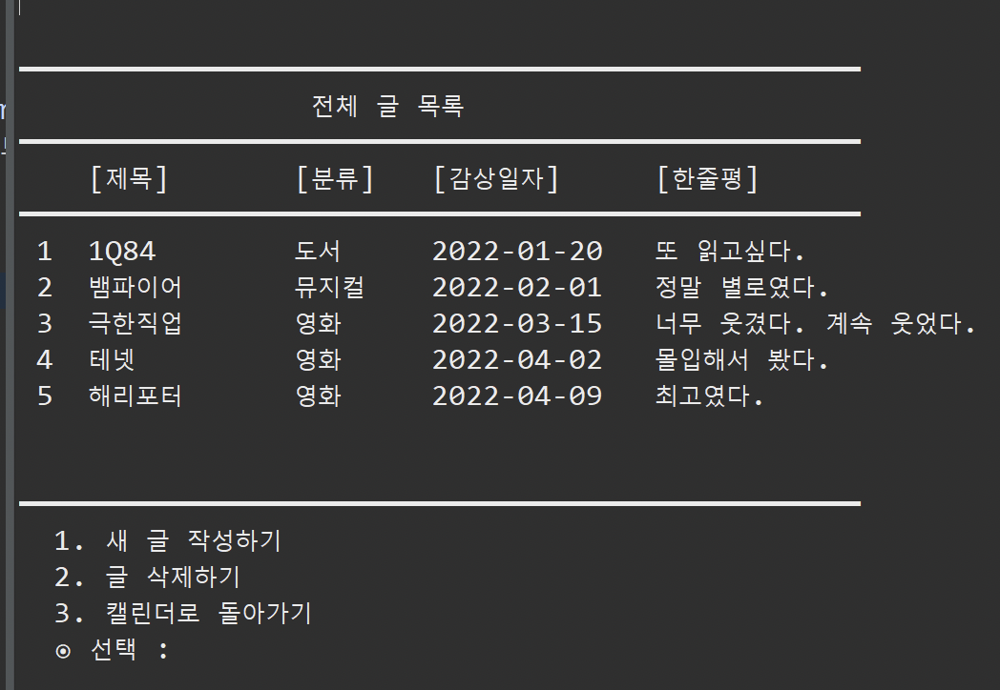 전체 글 목록
[제목] [분류] [감상일자] [한줄평]
1 1Q84 도서 2022-01-20 또 읽고싶다.
2 뱀파이어 뮤지컬 2022-02-01 정말 별로였다.
3 극한직업 영화 2022-03-15 너무 웃겼다. 계속 웃었다.
4 테넷 영화 2022-04-02 몰입해서 봤다.
5 해리포터 영화 2022-04-09 최고였다.
1. 새 글 작성하기
2. 글 삭제하기
3. 캘린더로 돌아가기
⊙ 선택 :